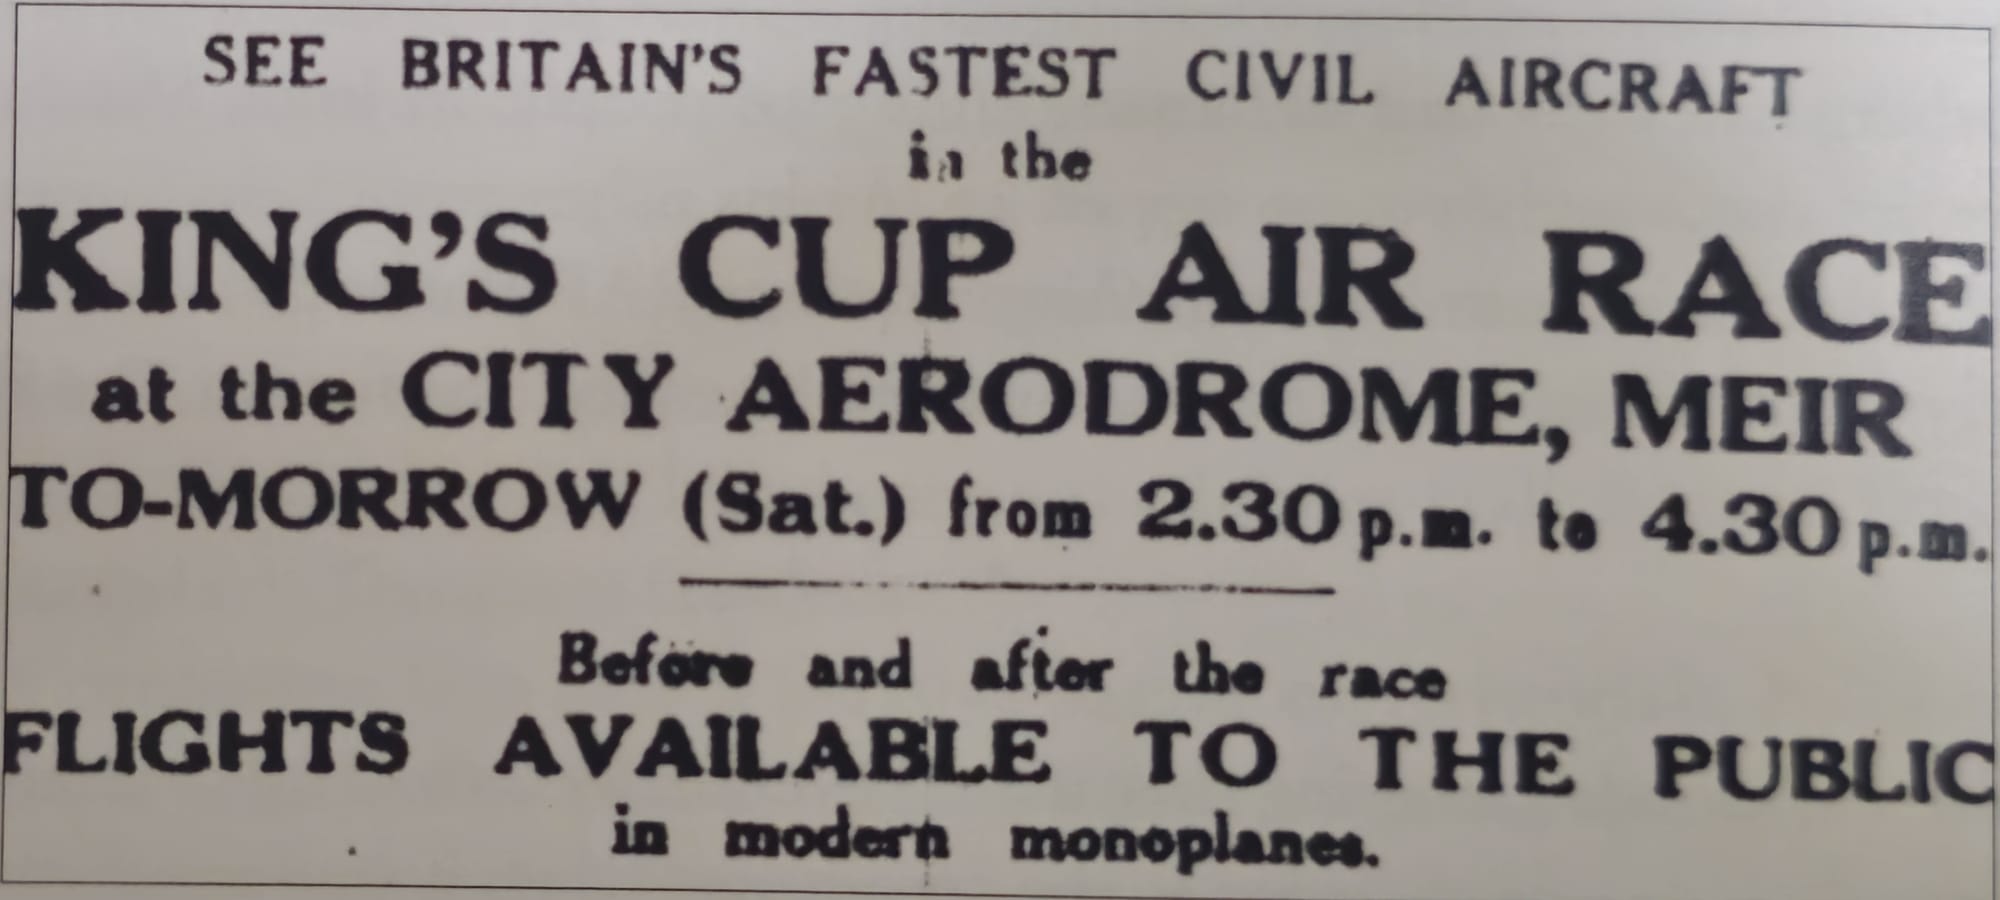 SEE BRITAIN'S FASTEST CIVIL AIRCRAFT
in the
KING'S CUP AIR RACE
at the CITY AERODROME, MEIR
TO-MORROW (Sat.) from 2.30 p.m. to 4.30 p.m.
Before and after the race
FLIGHTS AVAILABLE TO THE PUBLIC
in modern monoplanes.